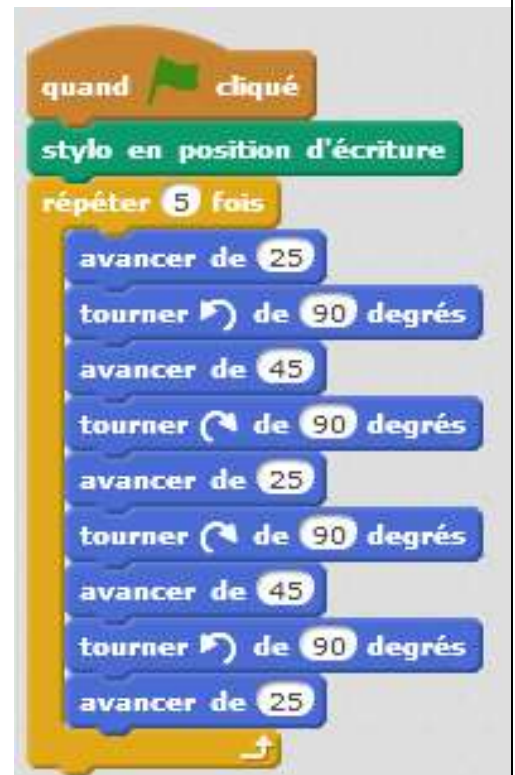 quand cliqué
stylo en position d'écriture
répéter 5 fois
avancer de 25
tourner de 90 degrés
avancer de 45
tourner de 90 degrés
avancer de 25
tourner de 90 degrés
avancer de 45
tourner de 90 degrés
avancer de 25